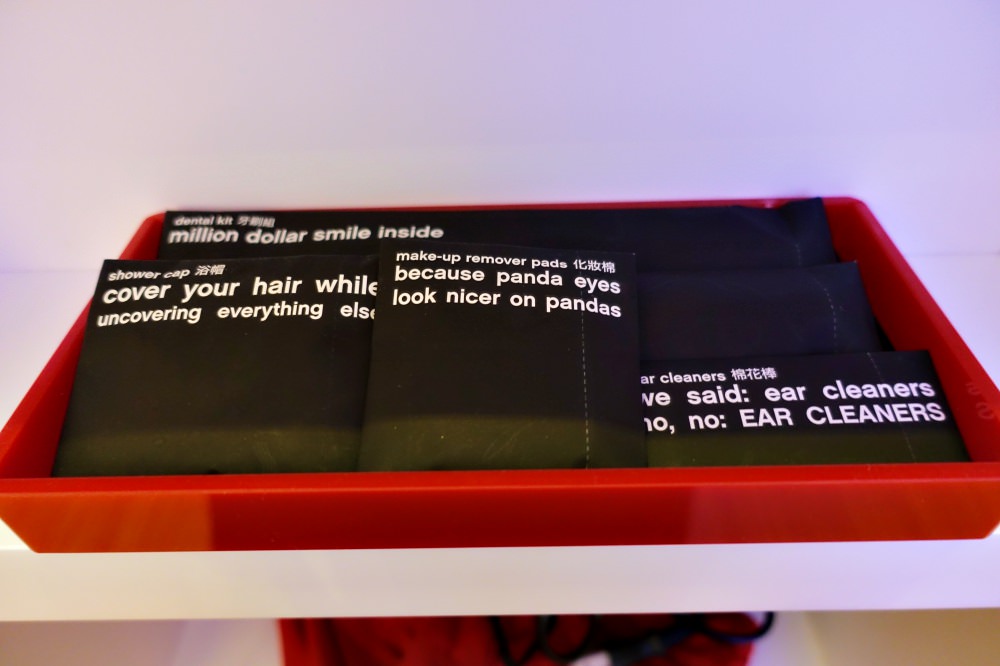 dental kit 牙刷組
million dollar smile inside
shower cap 浴帽
cover your hair while
uncovering everything else
make-up remover pads 化妝棉
because panda eyes
look nicer on pandas
ar cleaners 棉花棒
we said: ear cleaners
no, no: EAR CLEANERS